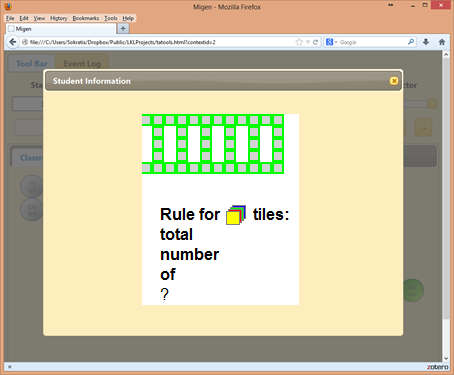 Migen - Mozilla Firefox
File Edit View History Bookmarks Tools Help
Migen
file:///C:/Users/Sokratis/Dropbox/Public/LKLProjects/tatools.html?contextid=2
Google
Tool Bar
Event Log
Student Information
Rule for tiles:
total
number
of
?
zotero